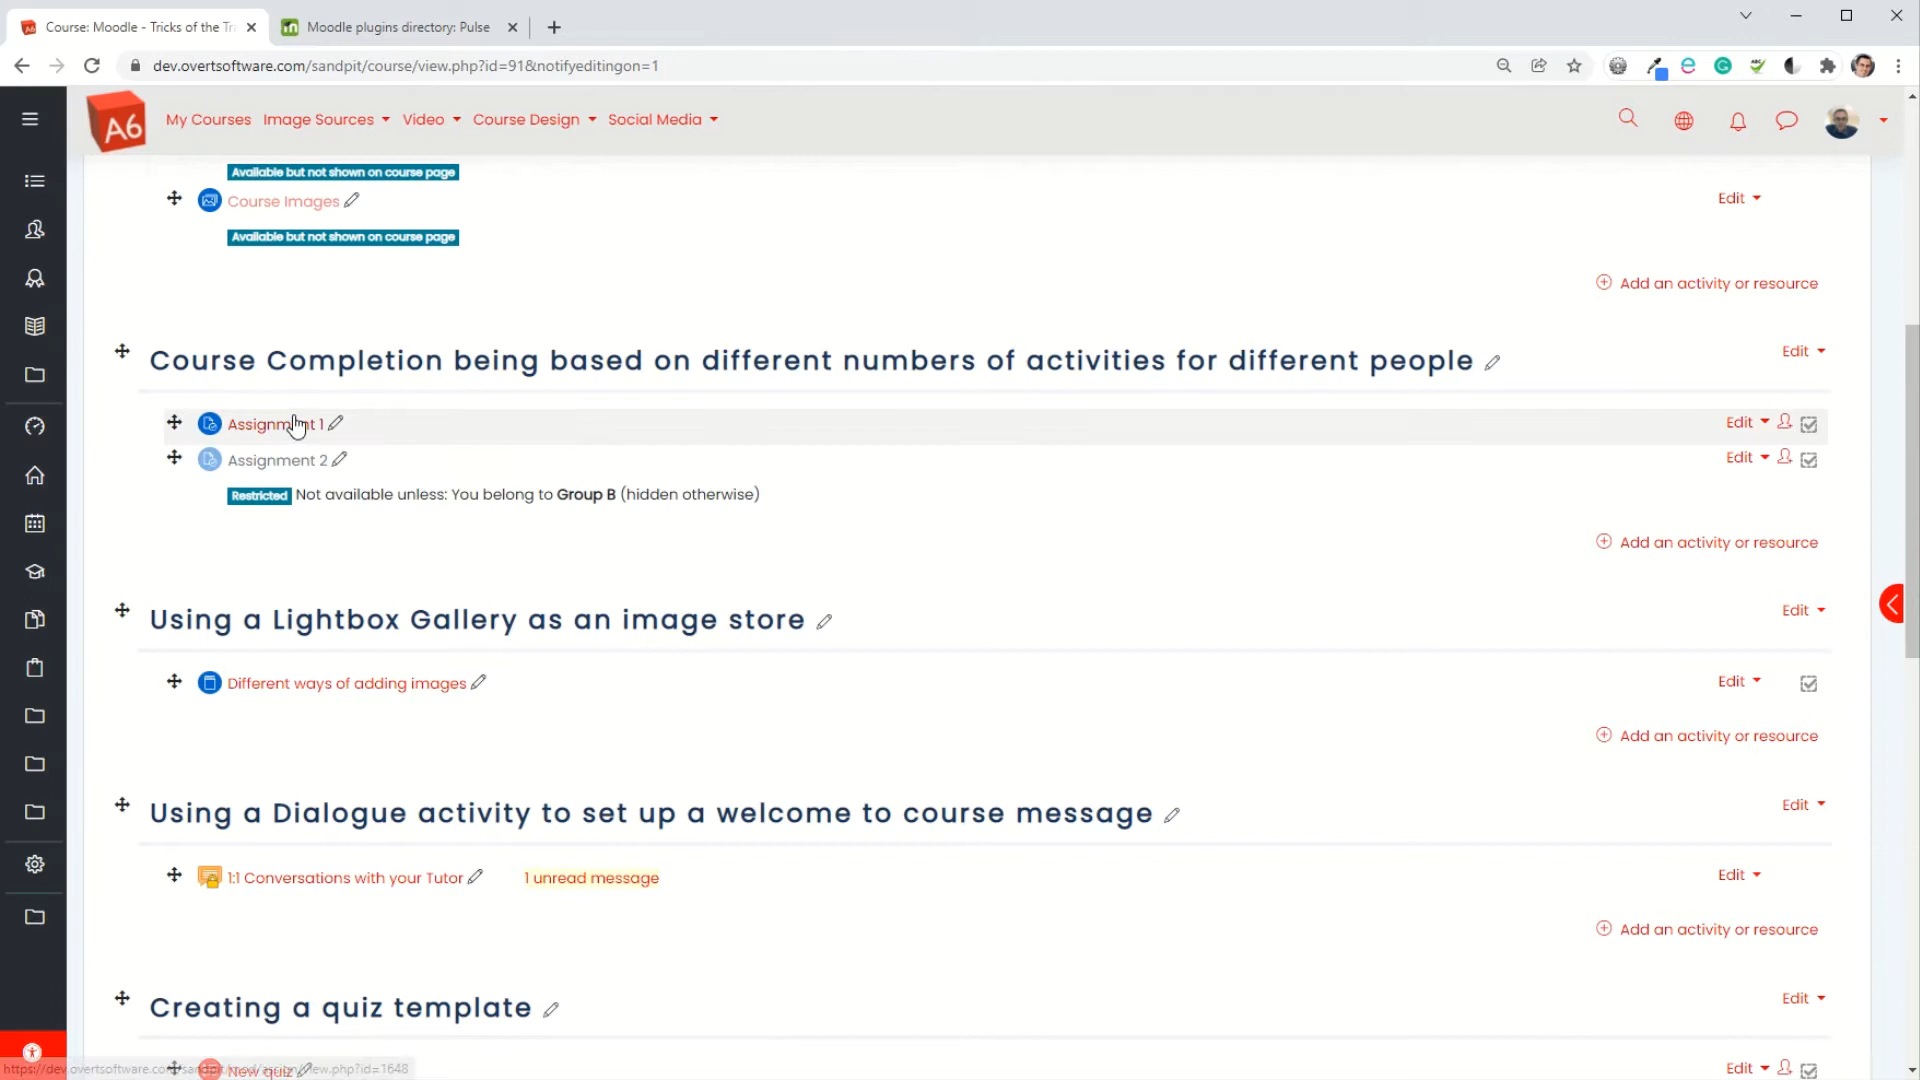 Course: Moodle - Tricks of the Tr
Moodle plugins directory: Pulse
dev.overtsoftware.com/sandpit/course/view.php?id=91&notifyeditingon=1
A6
My Courses Image Sources Video Course Design Social Media
Available but not shown on course page
Course Images
Edit
Available but not shown on course page
Add an activity or resource
Course Completion being based on different numbers of activities for different people
Edit
Assignment 1
Edit
Assignment 2
Edit
Restricted Not available unless: You belong to Group B (hidden otherwise)
Add an activity or resource
Using a Lightbox Gallery as an image store
Edit
Different ways of adding images
Edit
Add an activity or resource
Using a Dialogue activity to set up a welcome to course message
Edit
1:1 Conversations with your Tutor
1 unread message
Edit
Add an activity or resource
Creating a quiz template
Edit
New quiz
Edit
https://dev.overtsoftware.com/sandpit/mod/assign/view.php?id=1648